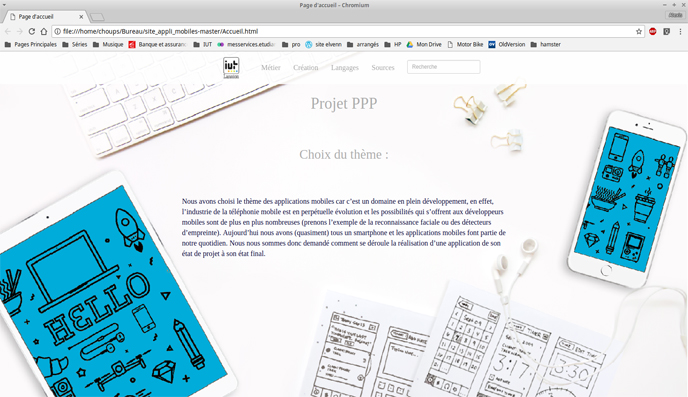 Page d'accueil - Chromium
Page d'accueil
file:///home/choups/Bureau/site_appli_mobiles-master/Accueil.html
Pages Principales Séries Musique Banque et assuran IUT messervices.etudia pro site elvenn arrangés HP Mon Drive Motor Bike OldVersion hamster
iut Métier Création Langages Sources Recherche
Projet PPP
Choix du thème :
Nous avons choisi le thème des applications mobiles car c'est un domaine en plein développement, en effet,
l'industrie de la téléphonie mobile est en perpétuelle évolution et les possibilités qui s'offrent aux développeurs
mobiles sont de plus en plus nombreuses (prenons l'exemple de la reconnaissance faciale ou des détecteurs
d'empreinte). Aujourd'hui nous avons (quasiment) tous un smartphone et les applications mobiles font partie de
notre quotidien. Nous nous sommes donc demandé comment se déroule la réalisation d'une application de son
état de projet à son état final.
HELLO
3:17
3:30